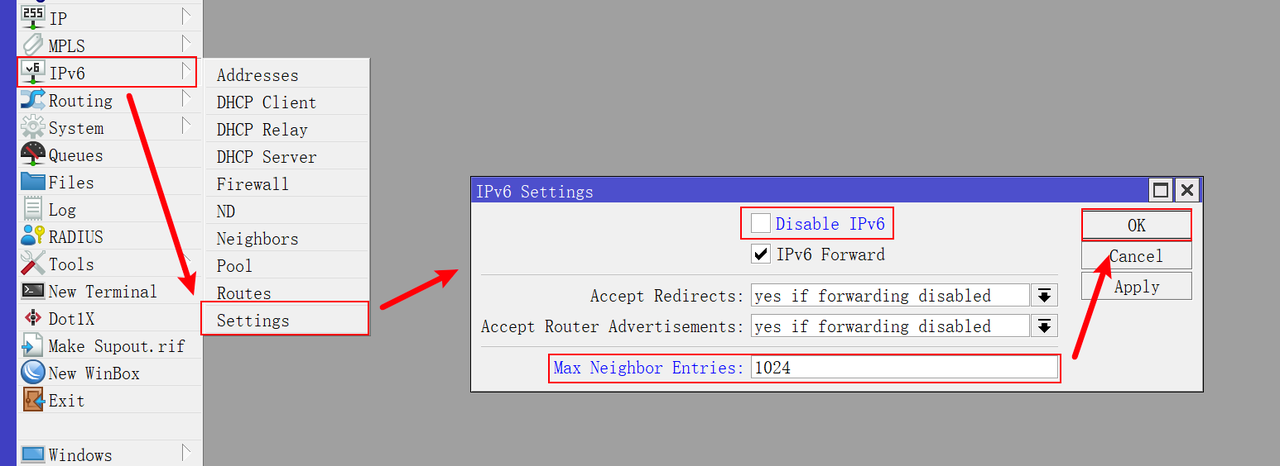 255
IP
MPLS
v6
IPv6
Routing
System
Queues
Files
Log
RADIUS
Tools
New Terminal
Dot1X
Make Supout.rif
New WinBox
Exit
Windows
Addresses
DHCP Client
DHCP Relay
DHCP Server
Firewall
ND
Neighbors
Pool
Routes
Settings
IPv6 Settings
Disable IPv6
IPv6 Forward
Accept Redirects: yes if forwarding disabled
Accept Router Advertisements: yes if forwarding disabled
Max Neighbor Entries: 1024
OK
Cancel
Apply